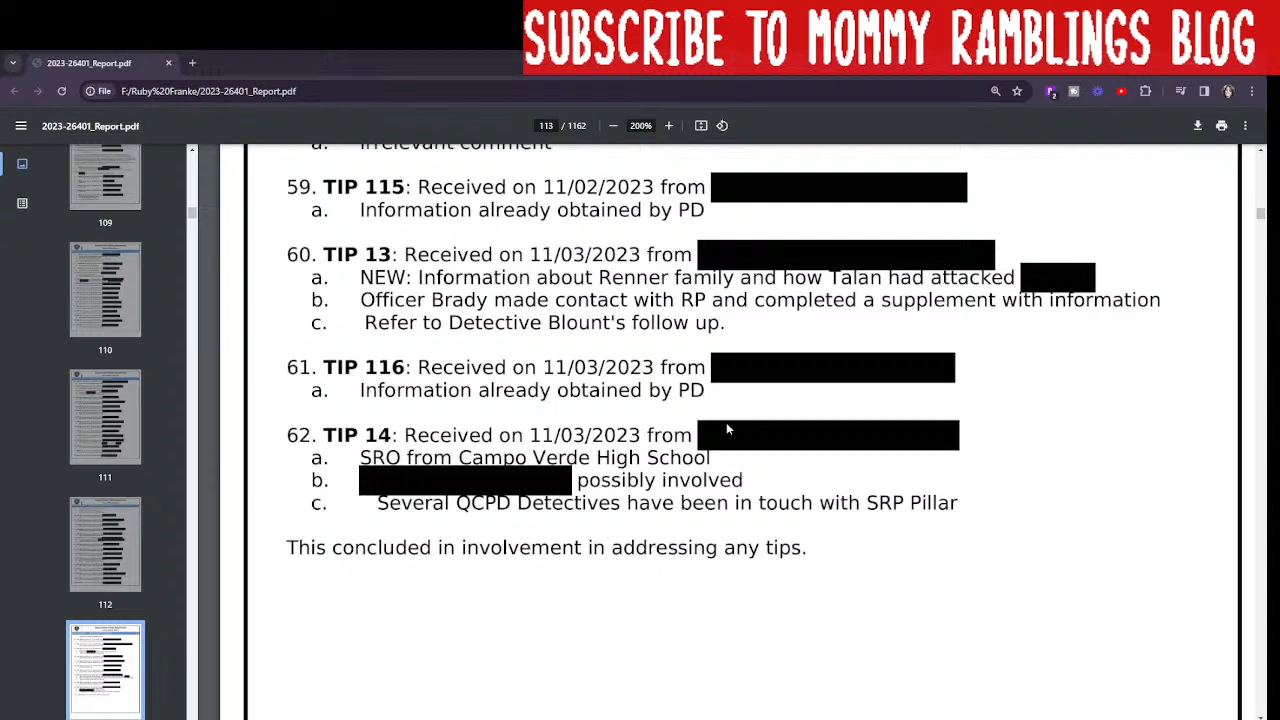 SUBSCRIBE TO MOMMY RAMBLINGS BLOG
2023-26401_Report.pdf
File F:/Ruby%20Franke/2023-26401_Report.pdf
2
2023-26401_Report.pdf
113 / 1162
200%
a. Irrelevant comment
59. TIP 115: Received on 11/02/2023 from
a. Information already obtained by PD
60. TIP 13: Received on 11/03/2023 from
a. NEW: Information about Renner family and how Talan had attacked
b. Officer Brady made contact with RP and completed a supplement with information
c. Refer to Detective Blount's follow up.
61. TIP 116: Received on 11/03/2023 from
a. Information already obtained by PD
62. TIP 14: Received on 11/03/2023 from
a. SRO from Campo Verde High School
b. possibly involved
c. Several QCPD Detectives have been in touch with SRP Pillar
This concluded in involvement in addressing any tips.
109
110
111
112